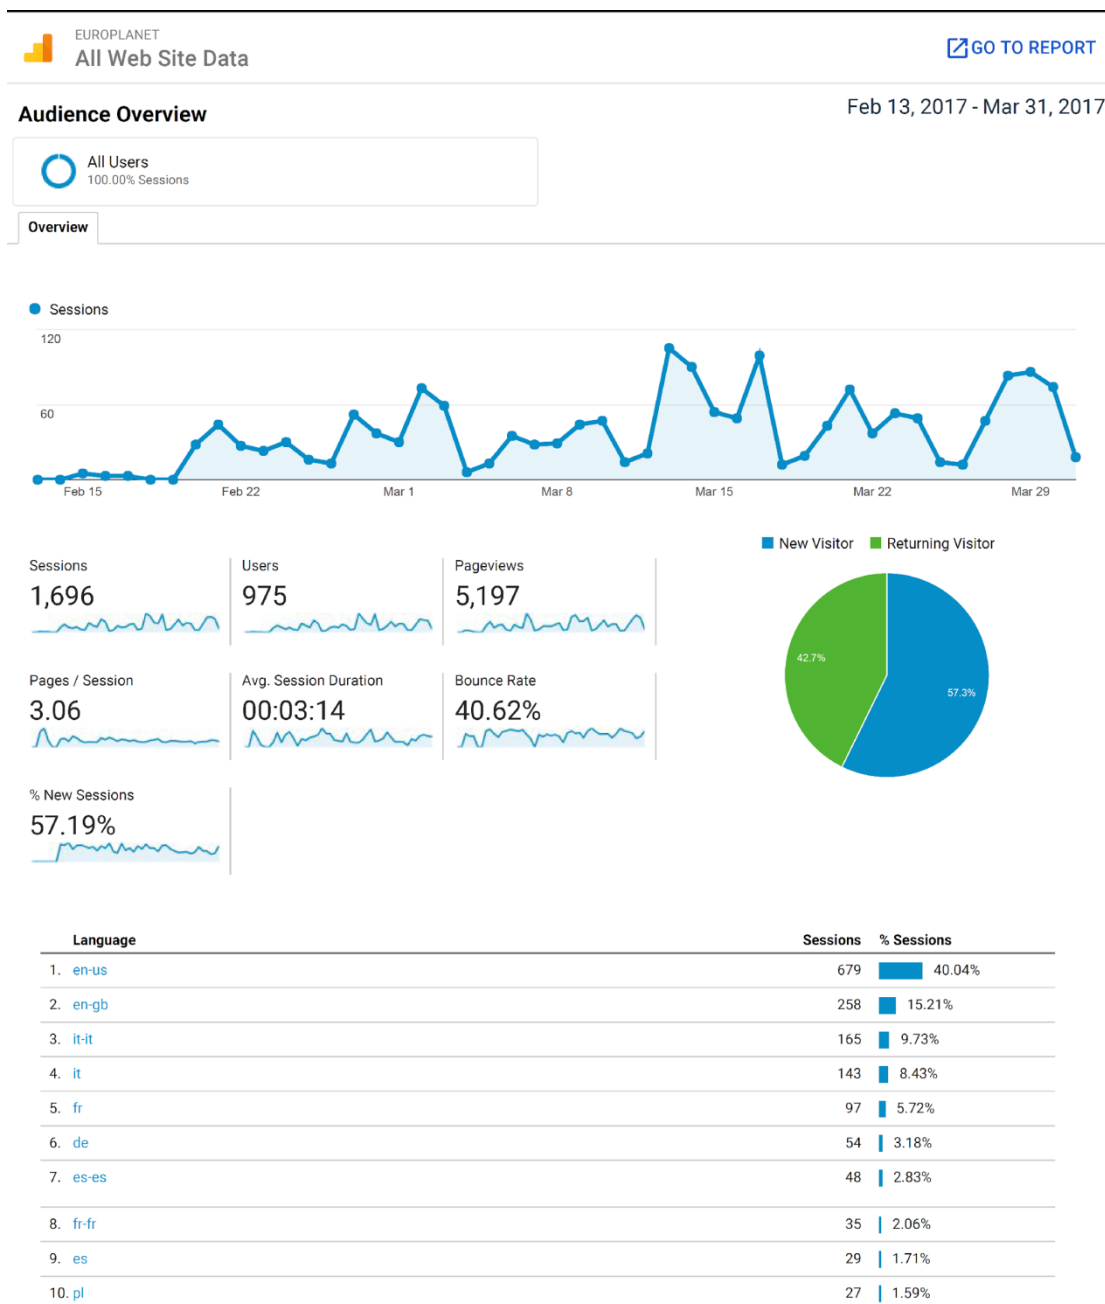 EUROPLANET
All Web Site Data
GO TO REPORT
Audience Overview
Feb 13, 2017 - Mar 31, 2017
All Users
100.00% Sessions
Overview
Sessions
120
60
Feb 15 Feb 22 Mar 1 Mar 8 Mar 15 Mar 22 Mar 29
New Visitor Returning Visitor
Sessions Users Pageviews
1,696 975 5,197
42.7%
57.3%
Pages / Session Avg. Session Duration Bounce Rate
3.06 00:03:14 40.62%
% New Sessions
57.19%
Language Sessions % Sessions
1. en-us 679 40.04%
2. en-gb 258 15.21%
3. it-it 165 9.73%
4. it 143 8.43%
5. fr 97 5.72%
6. de 54 3.18%
7. es-es 48 2.83%
8. fr-fr 35 2.06%
9. es 29 1.71%
10. pl 27 1.59%